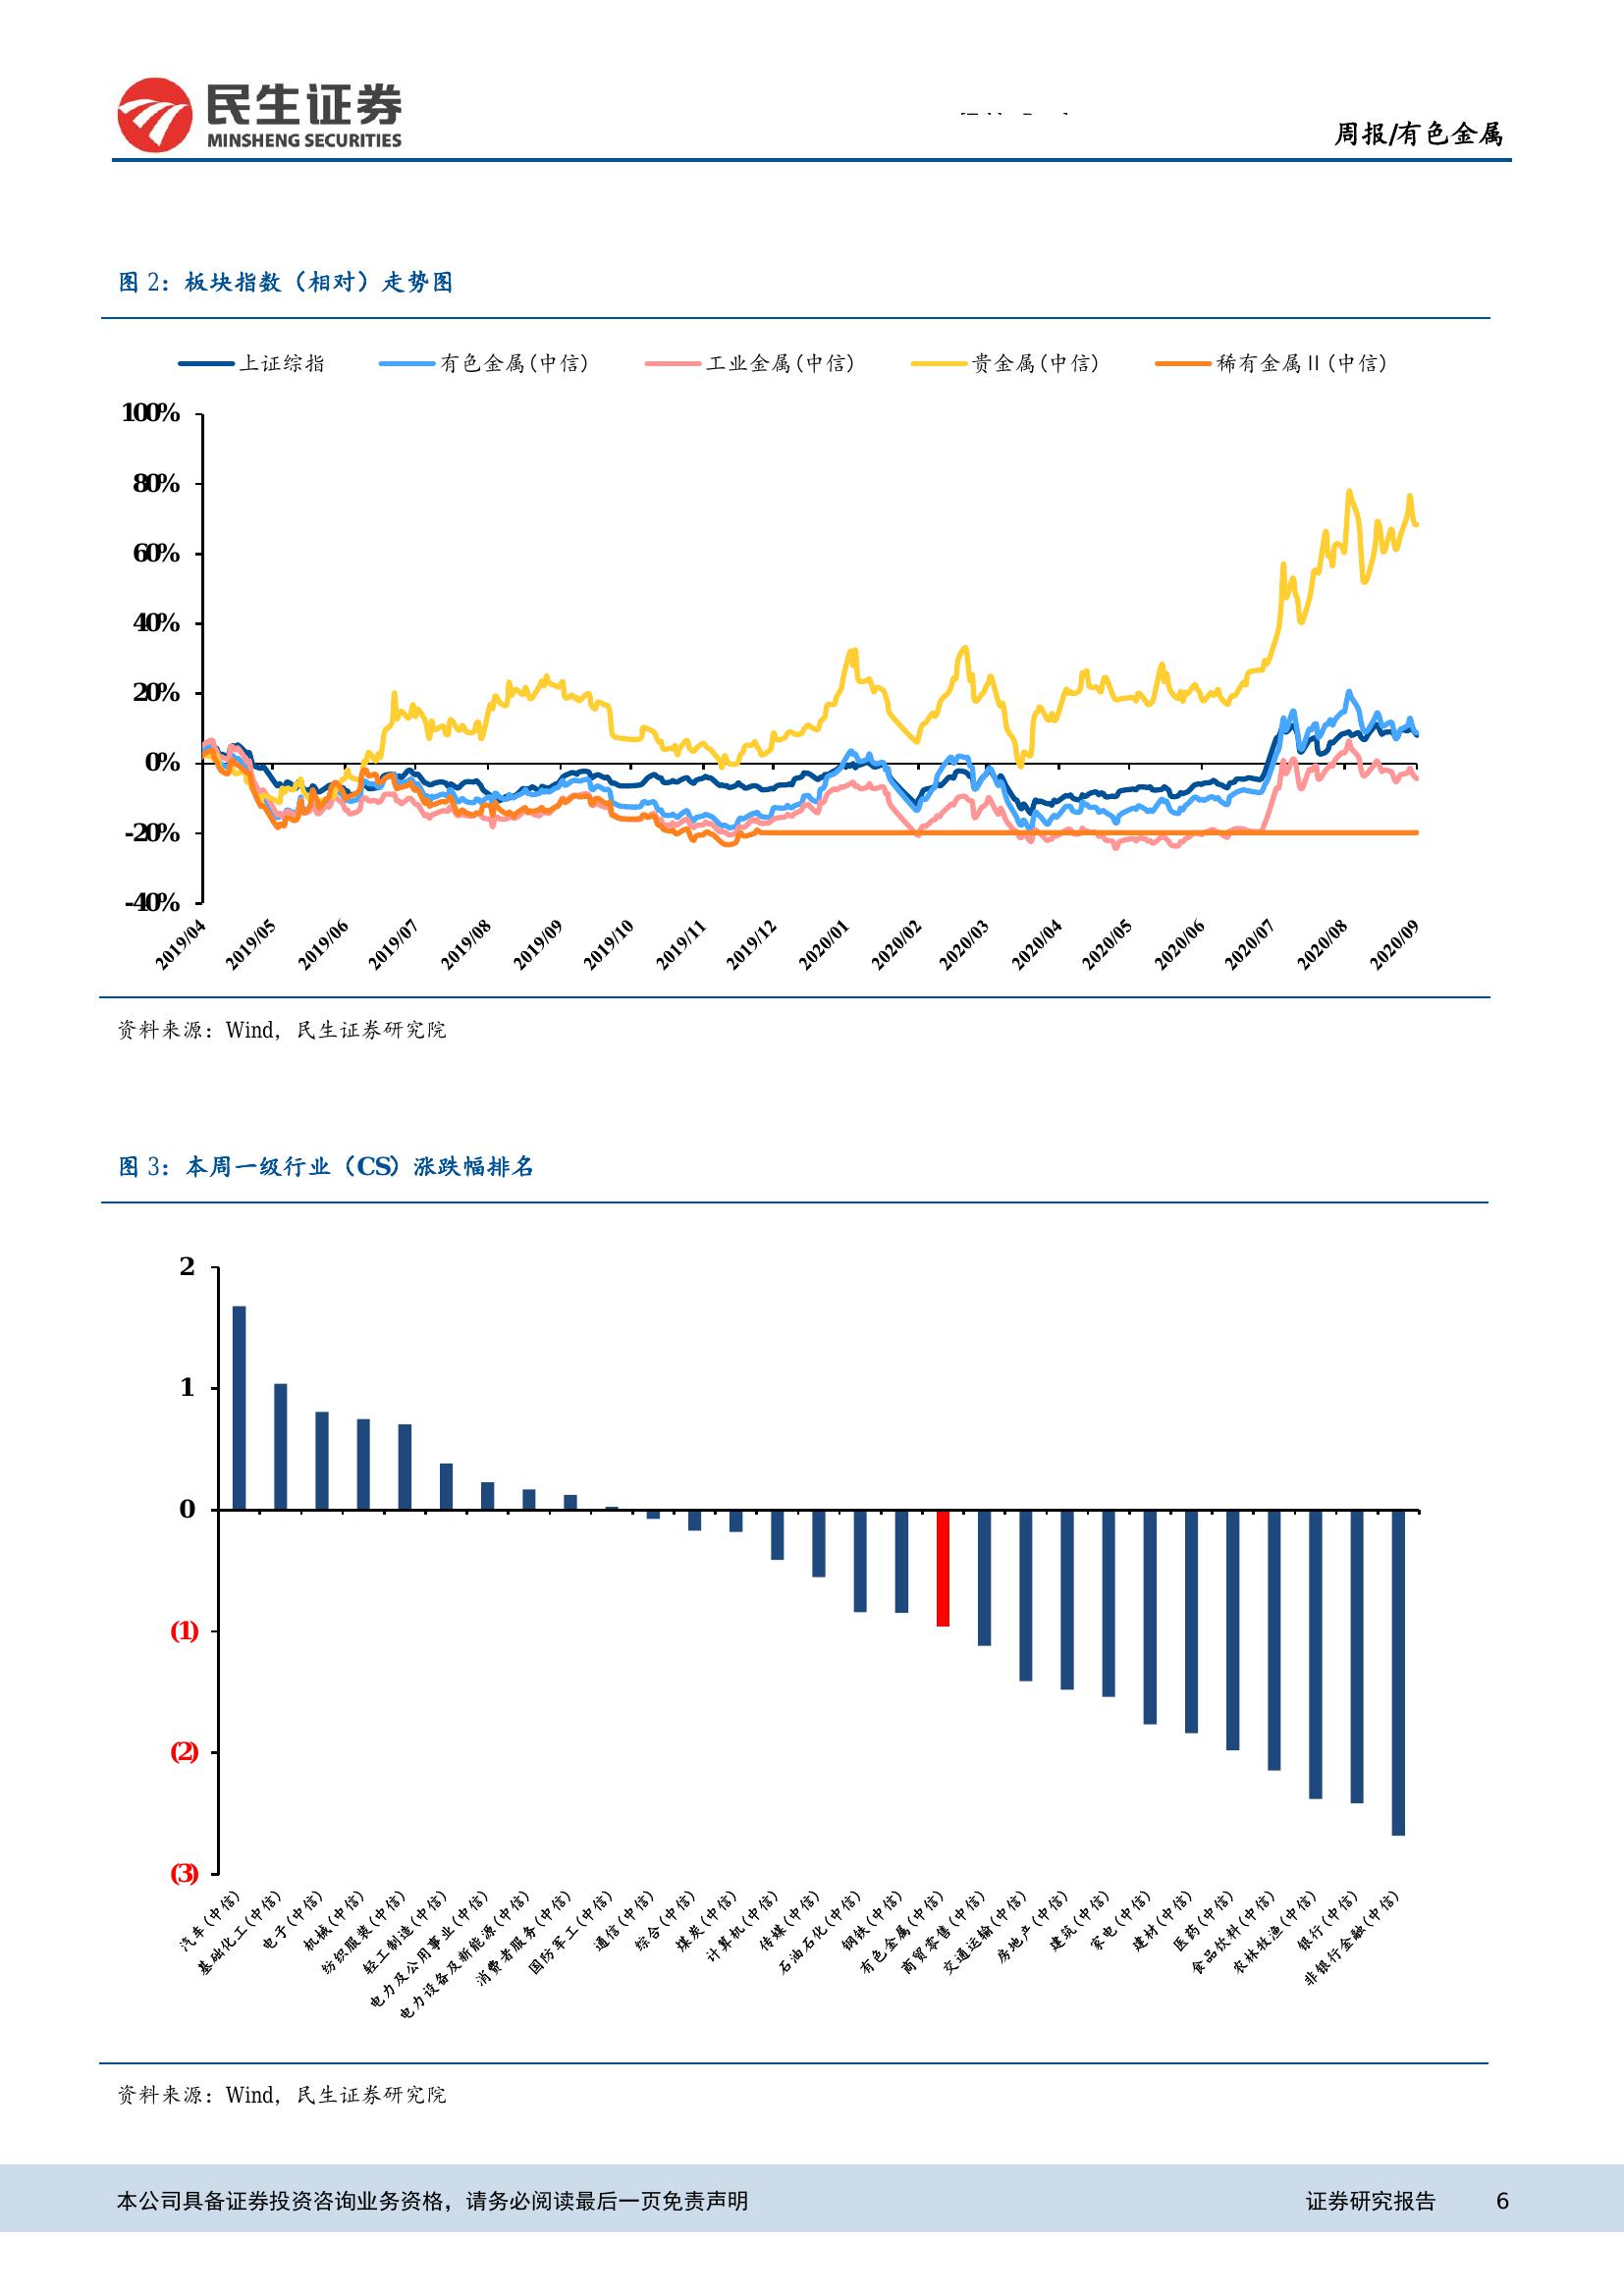 民生证券
MINSHENG SECURITIES
周报/有色金属
图 2：板块指数（相对）走势图
上证综指 有色金属(中信) 工业金属(中信) 贵金属(中信) 稀有金属Ⅱ(中信)
100%
80%
60%
40%
20%
0%
-20%
-40%
2019/04 2019/05 2019/06 2019/07 2019/08 2019/09 2019/10 2019/11 2019/12 2020/01 2020/02 2020/03 2020/04 2020/05 2020/06 2020/07 2020/08 2020/09
资料来源：Wind，民生证券研究院
图 3：本周一级行业（CS）涨跌幅排名
2
1
0
(1)
(2)
(3)
汽车(中信) 基础化工(中信) 电子(中信) 机械(中信) 纺织服装(中信) 轻工制造(中信) 电力及公用事业(中信) 电力设备及新能源(中信) 消费者服务(中信) 国防军工(中信) 通信(中信) 综合(中信) 煤炭(中信) 计算机(中信) 传媒(中信) 石油石化(中信) 钢铁(中信) 有色金属(中信) 商贸零售(中信) 交通运输(中信) 房地产(中信) 建筑(中信) 家电(中信) 建材(中信) 医药(中信) 食品饮料(中信) 农林牧渔(中信) 银行(中信) 非银行金融(中信)
资料来源：Wind，民生证券研究院
本公司具备证券投资咨询业务资格，请务必阅读最后一页免责声明 证券研究报告 6